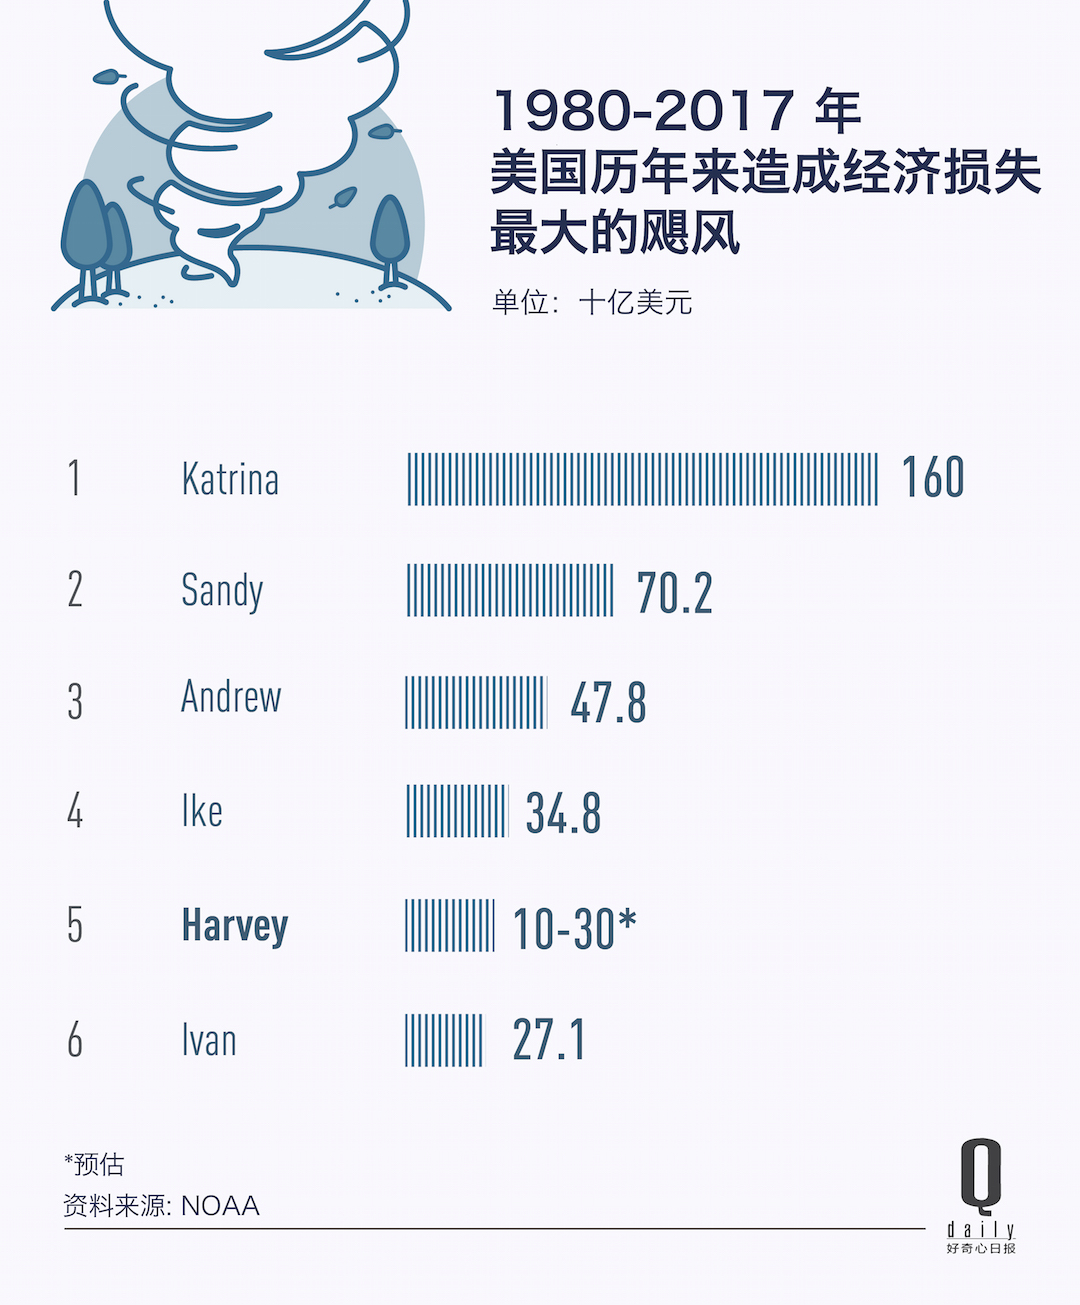 1980-2017 年
美国历年来造成经济损失
最大的飓风
单位：十亿美元
1 Katrina 160
2 Sandy 70.2
3 Andrew 47.8
4 Ike 34.8
5 Harvey 10-30*
6 Ivan 27.1
*预估
资料来源: NOAA
Q
daily
好奇心日报